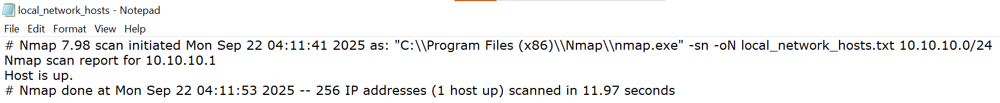 local_network_hosts - Notepad
File Edit Format View Help
# Nmap 7.98 scan initiated Mon Sep 22 04:11:41 2025 as: "C:\\Program Files (x86)\\Nmap\\nmap.exe" -sn -oN local_network_hosts.txt 10.10.10.0/24
Nmap scan report for 10.10.10.1
Host is up.
# Nmap done at Mon Sep 22 04:11:53 2025 -- 256 IP addresses (1 host up) scanned in 11.97 seconds